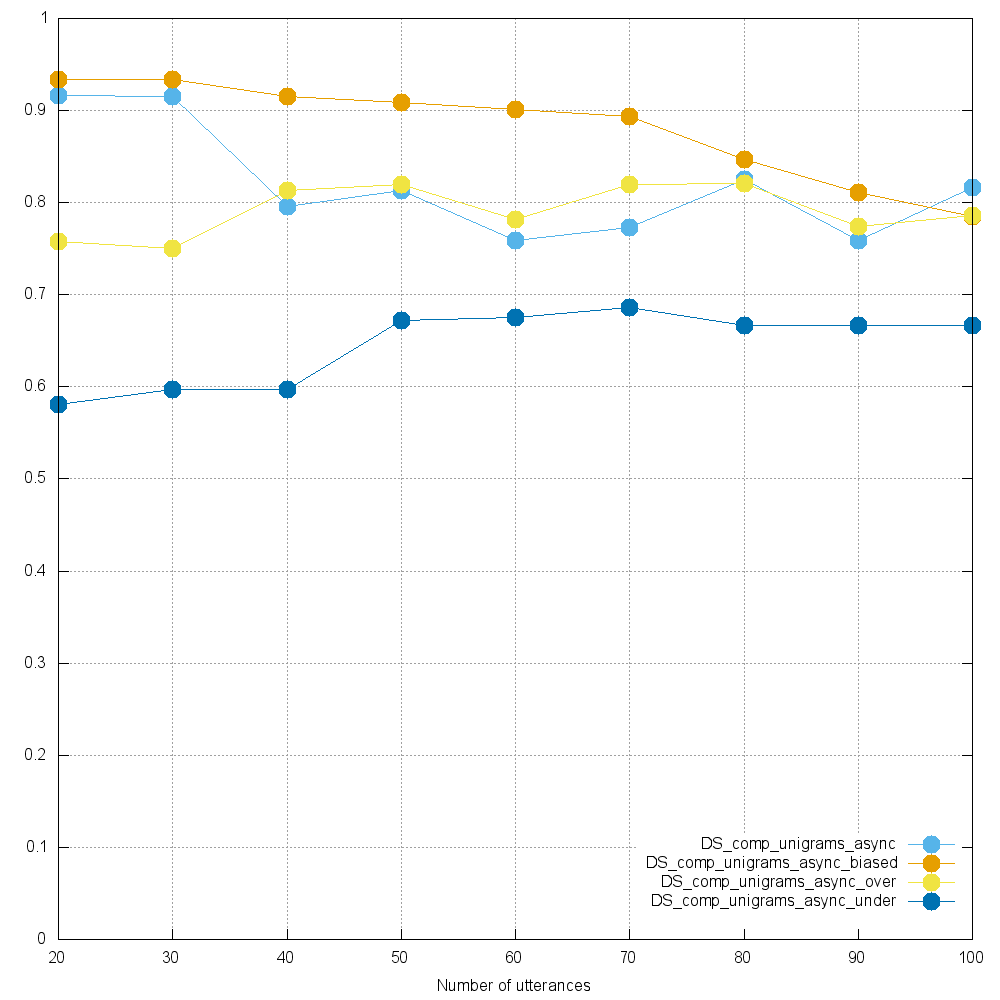 1
0.9
0.8
0.7
0.6
0.5
0.4
0.3
0.2
0.1
0
DS_comp_unigrams_async
DS_comp_unigrams_async_biased
DS_comp_unigrams_async_over
DS_comp_unigrams_async_under
20 30 40 50 60 70 80 90 100
Number of utterances